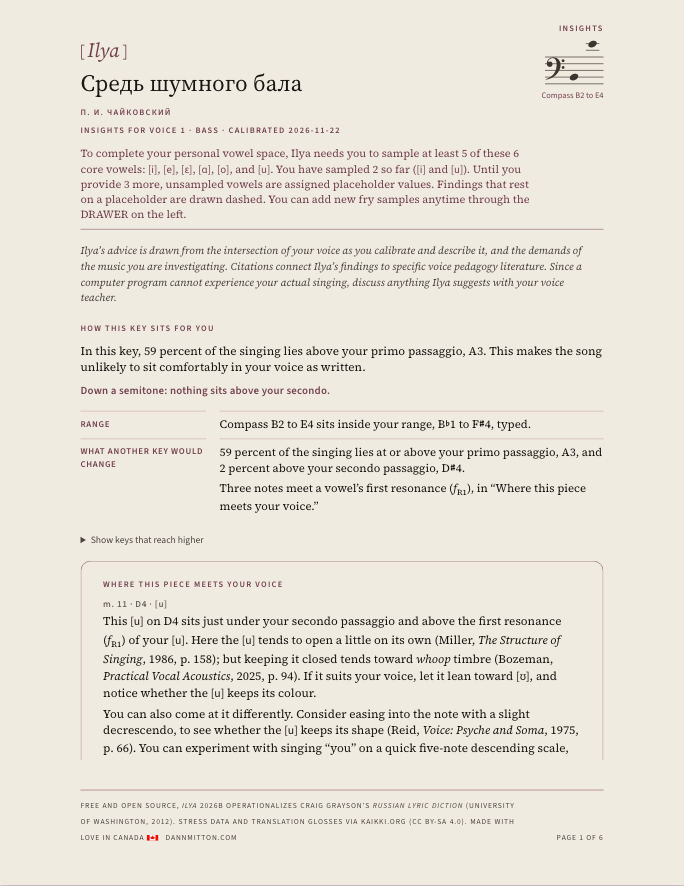 INSIGHTS
[Ilya]
Средь шумного бала
Compass B2 to E4
П. И. ЧАЙКОВСКИЙ
INSIGHTS FOR VOICE 1 · BASS · CALIBRATED 2026-11-22
To complete your personal vowel space, Ilya needs you to sample at least 5 of these 6
core vowels: [i], [e], [ɛ], [ɑ], [o], and [u]. You have sampled 2 so far ([i] and [u]). Until you
provide 3 more, unsampled vowels are assigned placeholder values. Findings that rest
on a placeholder are drawn dashed. You can add new fry samples anytime through the
DRAWER on the left.
Ilya's advice is drawn from the intersection of your voice as you calibrate and describe it, and the demands of
the music you are investigating. Citations connect Ilya's findings to specific voice pedagogy literature. Since a
computer program cannot experience your actual singing, discuss anything Ilya suggests with your voice
teacher.
HOW THIS KEY SITS FOR YOU
In this key, 59 percent of the singing lies above your primo passaggio, A3. This makes the song
unlikely to sit comfortably in your voice as written.
Down a semitone: nothing sits above your secondo.
RANGE
Compass B2 to E4 sits inside your range, B♭1 to F♯4, typed.
WHAT ANOTHER KEY WOULD
CHANGE
59 percent of the singing lies at or above your primo passaggio, A3, and
2 percent above your secondo passaggio, D♯4.
Three notes meet a vowel's first resonance (fR1), in “Where this piece
meets your voice.”
▶ Show keys that reach higher
WHERE THIS PIECE MEETS YOUR VOICE
m. 11 · D4 · [u]
This [u] on D4 sits just under your secondo passaggio and above the first resonance
(fR1) of your [u]. Here the [u] tends to open a little on its own (Miller, The Structure of
Singing, 1986, p. 158); but keeping it closed tends toward whoop timbre (Bozeman,
Practical Vocal Acoustics, 2025, p. 94). If it suits your voice, let it lean toward [ʊ], and
notice whether the [u] keeps its colour.
You can also come at it differently. Consider easing into the note with a slight
decrescendo, to see whether the [u] keeps its shape (Reid, Voice: Psyche and Soma, 1975,
p. 66). You can experiment with singing “you” on a quick five-note descending scale,
FREE AND OPEN SOURCE, ILYA 2026B OPERATIONALIZES CRAIG GRAYSON'S RUSSIAN LYRIC DICTION (UNIVERSITY
OF WASHINGTON, 2012). STRESS DATA AND TRANSLATION GLOSSES VIA KAIKKI.ORG (CC BY-SA 4.0). MADE WITH
LOVE IN CANADA 🇨🇦 DANNMITTON.COM
PAGE 1 OF 6